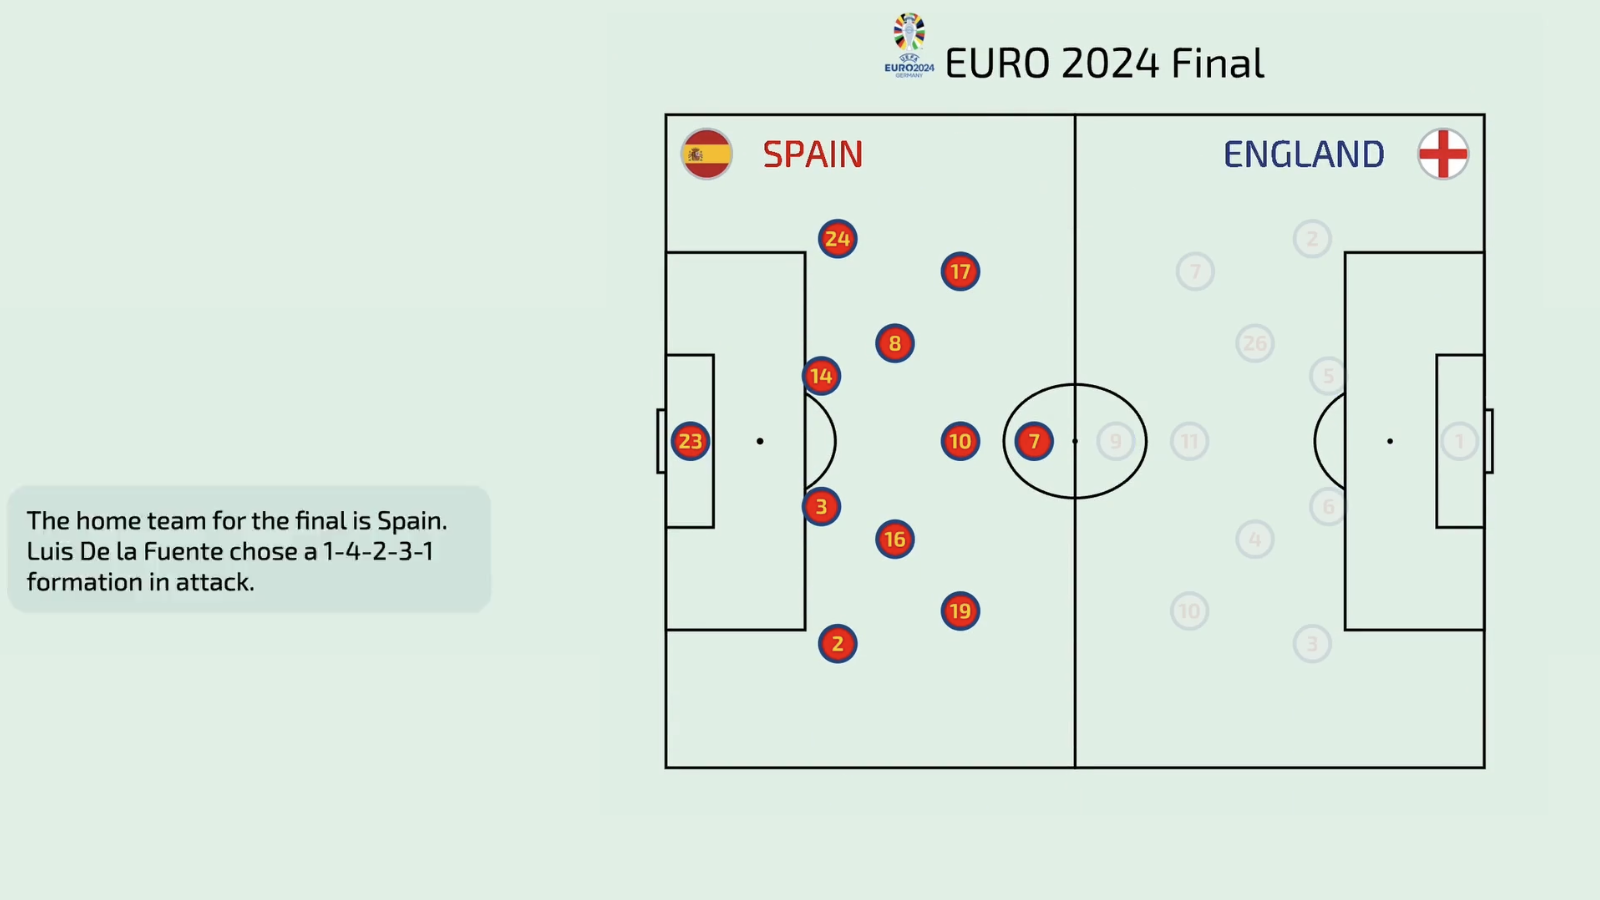 UEFA
EURO2024
GERMANY
EURO 2024 Final
SPAIN
ENGLAND
24
2
17
7
8
26
14
5
23
10
7
9
11
1
3
6
16
4
19
10
2
3
The home team for the final is Spain.
Luis De la Fuente chose a 1-4-2-3-1
formation in attack.